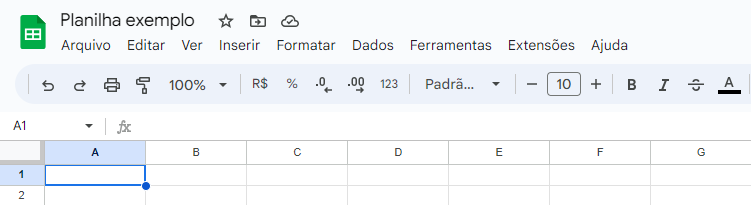 Planilha exemplo
Arquivo Editar Ver Inserir Formatar Dados Ferramentas Extensões Ajuda
100% R$ % .0 .00 123 Padrã... 10 B I S A
A1 fx
A B C D E F G
1
2